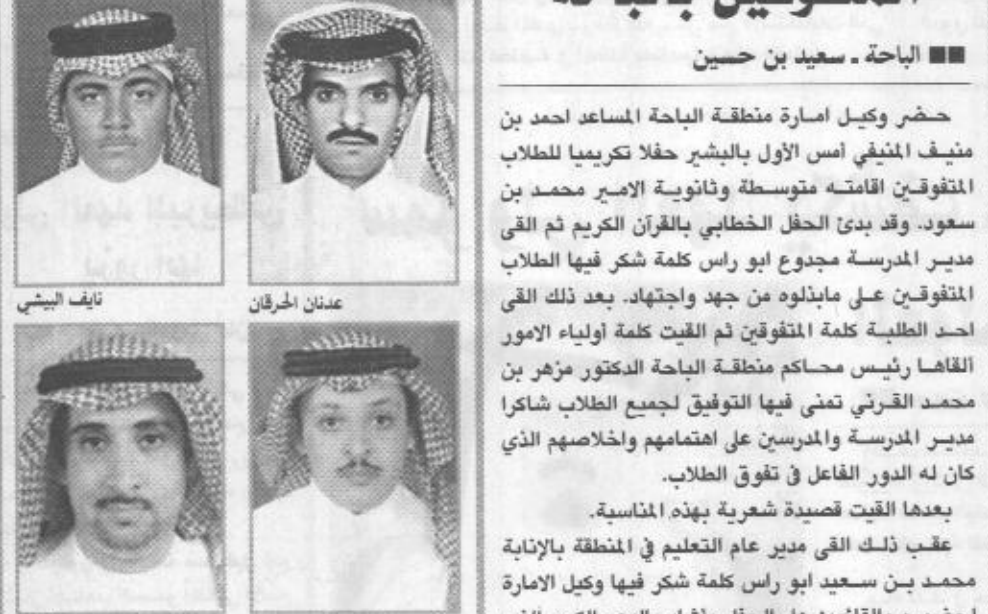 المتفوقين بالباحة
الباحة ـ سعيد بن حسين
حضر وكيل امارة منطقة الباحة المساعد احمد بن
منيف المنيفي أمس الأول بالبشير حفلا تكريميا للطلاب
المتفوقين اقامته متوسطة وثانوية الامير محمد بن
سعود. وقد بدئ الحفل الخطابي بالقرآن الكريم ثم القى
مدير المدرسة مجدوع ابو راس كلمة شكر فيها الطلاب
المتفوقين على مابذلوه من جهد واجتهاد. بعد ذلك القى
احد الطلبة كلمة المتفوقين ثم القيت كلمة أولياء الامور
ألقاها رئيس محاكم منطقة الباحة الدكتور مزهر بن
محمد القرني تمنى فيها التوفيق لجميع الطلاب شاكرا
مدير المدرسة والمدرسين على اهتمامهم واخلاصهم الذي
كان له الدور الفاعل في تفوق الطلاب.
بعدها القيت قصيدة شعرية بهذه المناسبة.
عقب ذلك القى مدير عام التعليم في المنطقة بالإنابة
محمد بن سعيد ابو راس كلمة شكر فيها وكيل الامارة
عدنان الحرقان
نايف البيشي